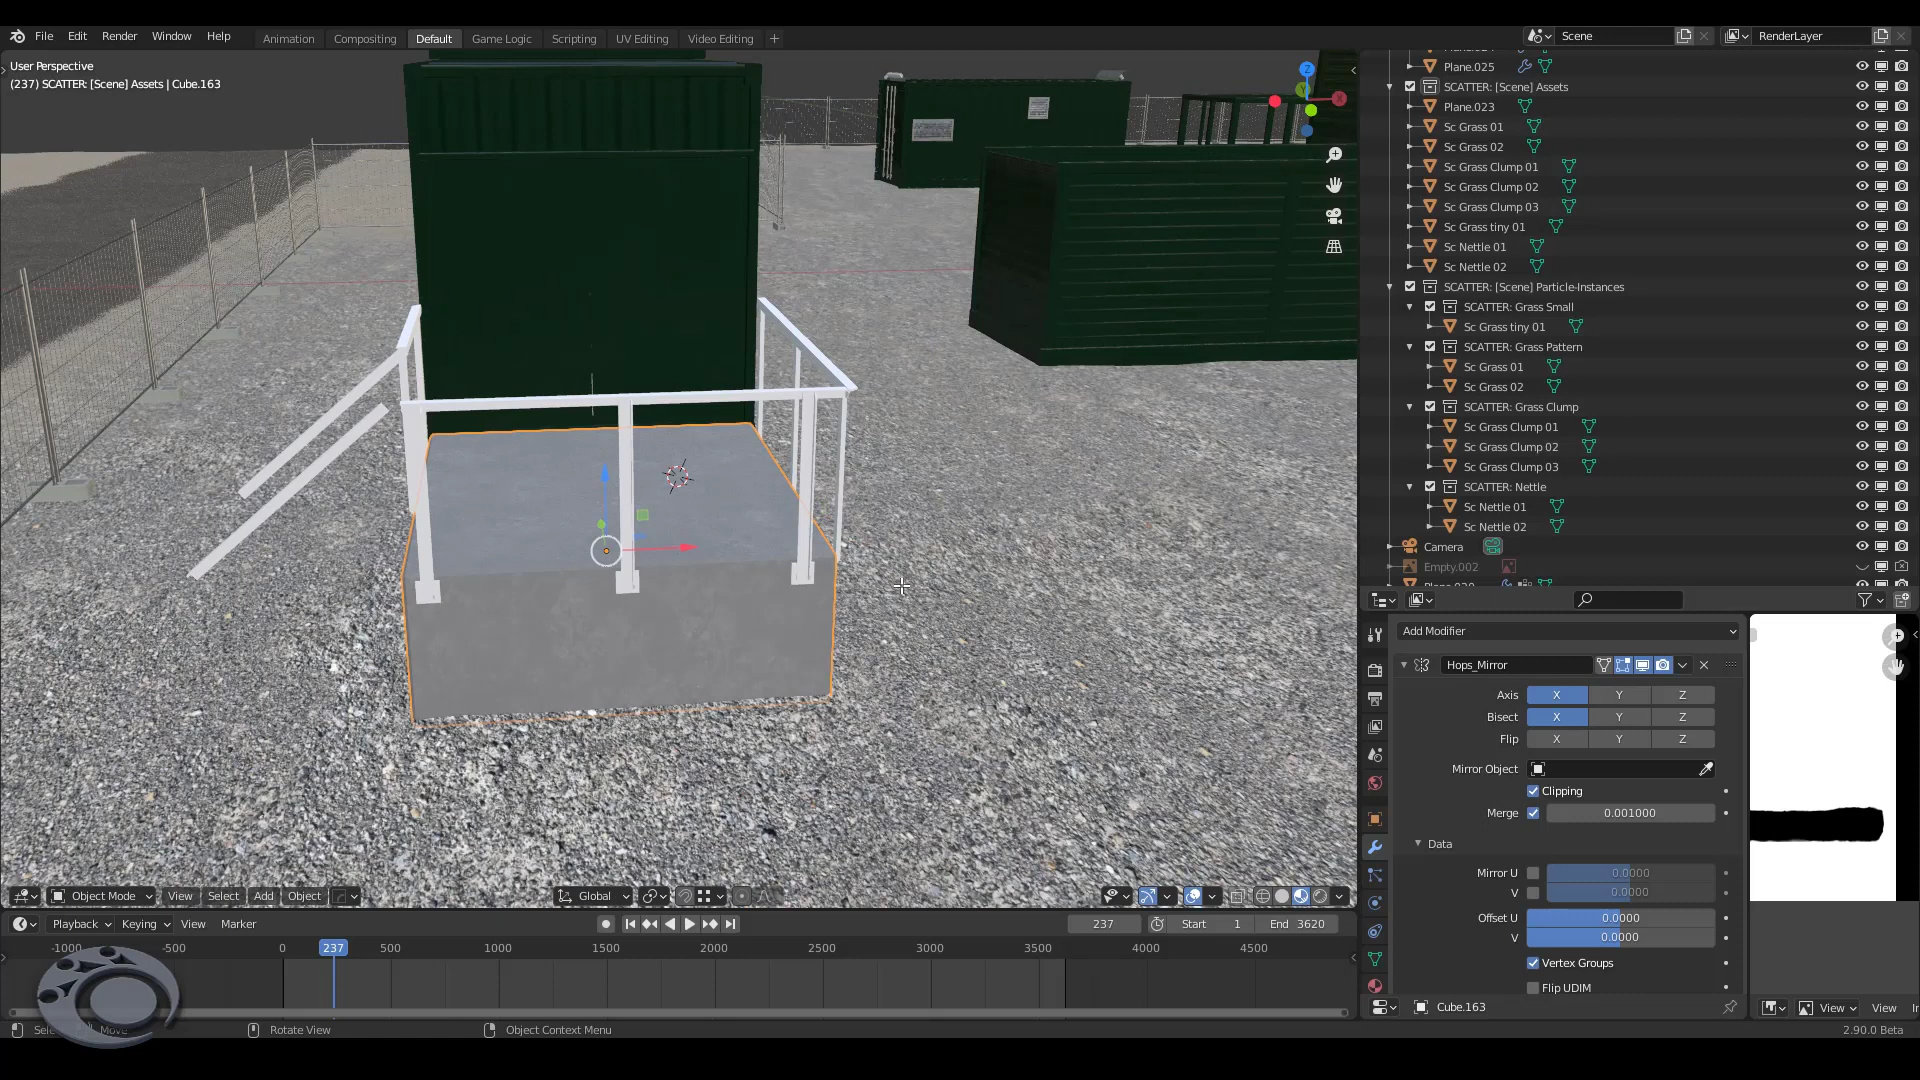 File Edit Render Window Help
Animation Compositing Default Game Logic Scripting UV Editing Video Editing
Scene
RenderLayer
User Perspective
(237) SCATTER: [Scene] Assets | Cube.163
Z
X
Plane.025
SCATTER: [Scene] Assets
Plane.023
Sc Grass 01
Sc Grass 02
Sc Grass Clump 01
Sc Grass Clump 02
Sc Grass Clump 03
Sc Grass tiny 01
Sc Nettle 01
Sc Nettle 02
SCATTER: [Scene] Particle-Instances
SCATTER: Grass Small
Sc Grass tiny 01
SCATTER: Grass Pattern
Sc Grass 01
Sc Grass 02
SCATTER: Grass Clump
Sc Grass Clump 01
Sc Grass Clump 02
Sc Grass Clump 03
SCATTER: Nettle
Sc Nettle 01
Sc Nettle 02
Camera
Empty.002
Add Modifier
Hops_Mirror
Axis X Y Z
Bisect X Y Z
Flip X Y Z
Mirror Object
Clipping
Merge 0.001000
Data
Mirror U 0.0000
V 0.0000
Offset U 0.0000
V 0.0000
Vertex Groups
Flip UDIM
Cube.163
View View
Object Mode View Select Add Object
Global
Playback Keying View Marker
237 Start 1 End 3620
-1000 -500 0 237 500 1000 1500 2000 2500 3000 3500 4000 4500
Move Rotate View Object Context Menu
2.90.0 Beta